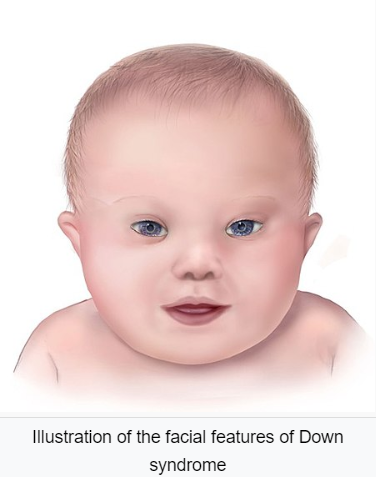 Illustration of the facial features of Down
syndrome